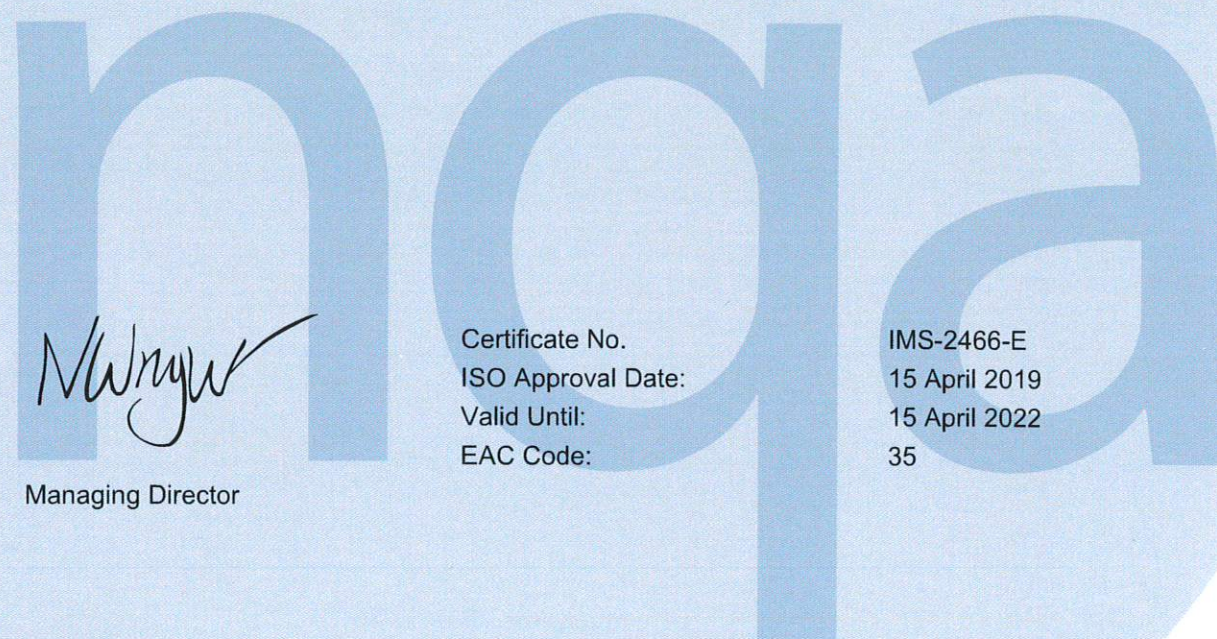 nqa
Certificate No. IMS-2466-E
ISO Approval Date: 15 April 2019
Valid Until: 15 April 2022
EAC Code: 35
Managing Director